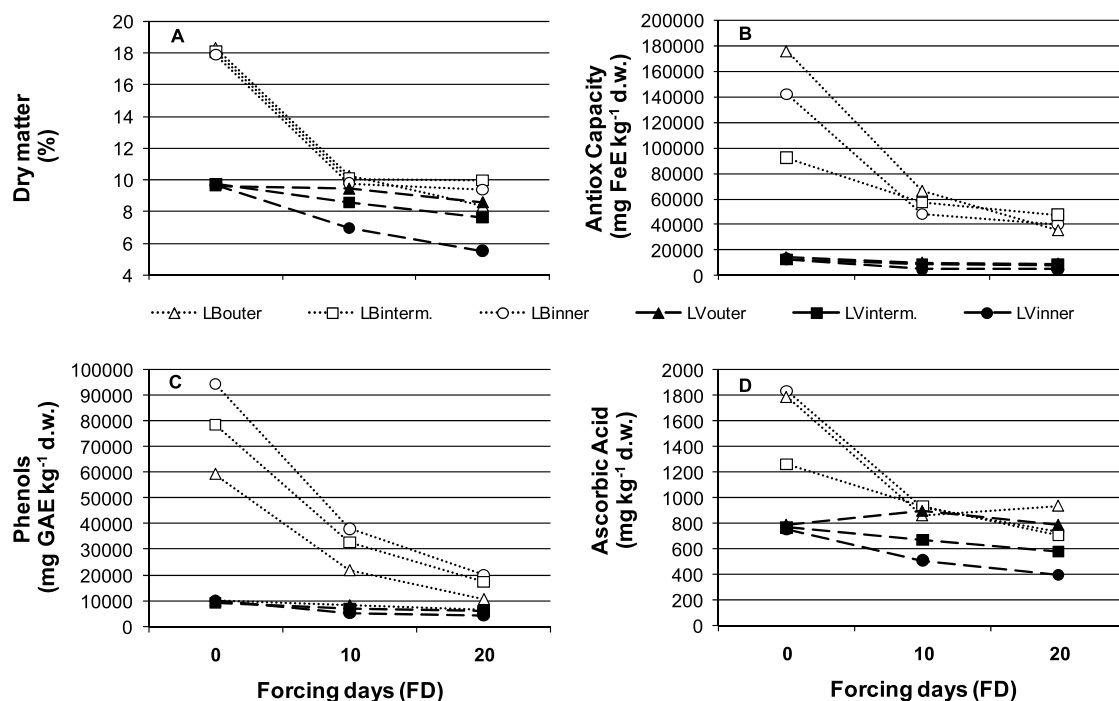 A
Dry matter
(%)
20
18
16
14
12
10
8
6
4
B
Antiox Capacity
(mg FeE kg⁻¹ d.w.)
200000
180000
160000
140000
120000
100000
80000
60000
40000
20000
0
LBouter LBinterm. LBinner LVouter LVinterm. LVinner
C
Phenols
(mg GAE kg⁻¹ d.w.)
100000
90000
80000
70000
60000
50000
40000
30000
20000
10000
0
0 10 20
Forcing days (FD)
D
Ascorbic Acid
(mg kg⁻¹ d.w.)
2000
1800
1600
1400
1200
1000
800
600
400
200
0
0 10 20
Forcing days (FD)